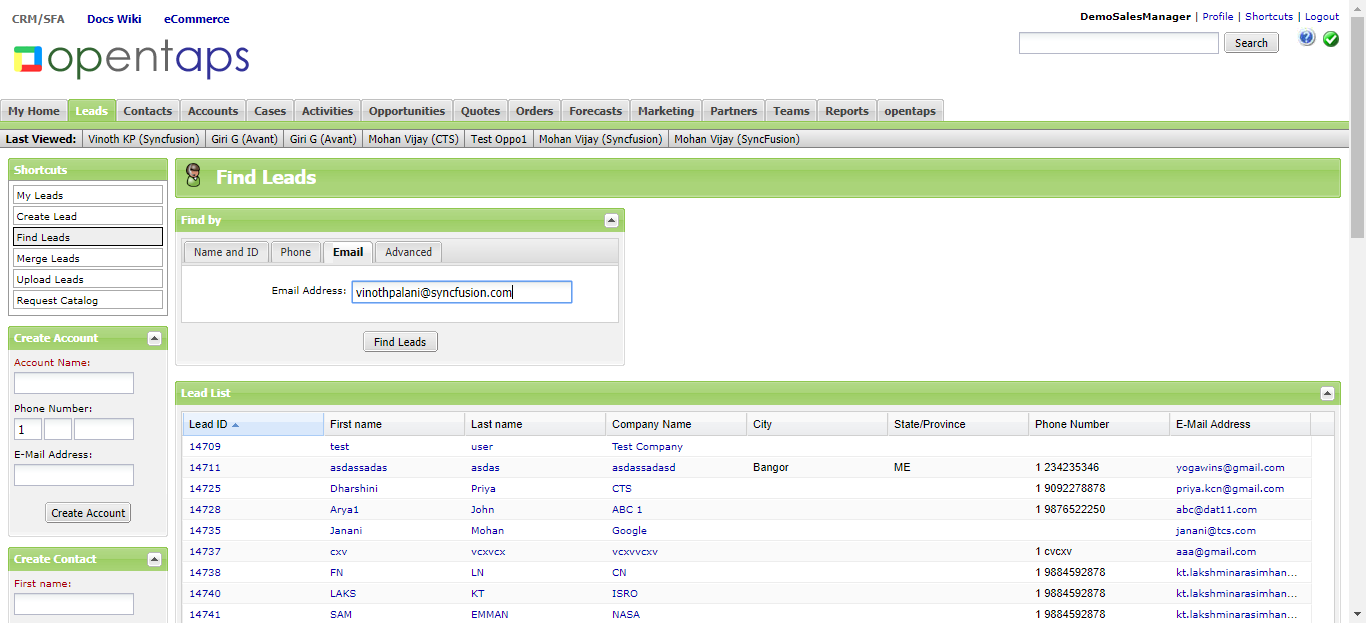 CRM/SFA Docs Wiki eCommerce
DemoSalesManager | Profile | Shortcuts | Logout
opentaps
Search
My Home Leads Contacts Accounts Cases Activities Opportunities Quotes Orders Forecasts Marketing Partners Teams Reports opentaps
Last Viewed: Vinoth KP (Syncfusion) Giri G (Avant) Giri G (Avant) Mohan Vijay (CTS) Test Oppo1 Mohan Vijay (Syncfusion) Mohan Vijay (SyncFusion)
Shortcuts
My Leads
Create Lead
Find Leads
Merge Leads
Upload Leads
Request Catalog
Create Account
Account Name:
Phone Number:
1
E-Mail Address:
Create Account
Create Contact
First name:
Find Leads
Find by
Name and ID Phone Email Advanced
Email Address: vinothpalani@syncfusion.com
Find Leads
Lead List
Lead ID First name Last name Company Name City State/Province Phone Number E-Mail Address
14709 test user Test Company
14711 asdassadas asdas asdassadasd Bangor ME 1 234235346 yogawins@gmail.com
14725 Dharshini Priya CTS 1 9092278878 priya.kcn@gmail.com
14728 Arya1 John ABC 1 1 9876522250 abc@dat11.com
14735 Janani Mohan Google janani@tcs.com
14737 cxv vcxvcx vcxvvcxv 1 cvcxv aaa@gmail.com
14738 FN LN CN 1 9884592878 kt.lakshminarasimhan...
14740 LAKS KT ISRO 1 9884592878 kt.lakshminarasimhan...
14741 SAM EMMAN NASA 1 9884592878 kt.lakshminarasimhan...